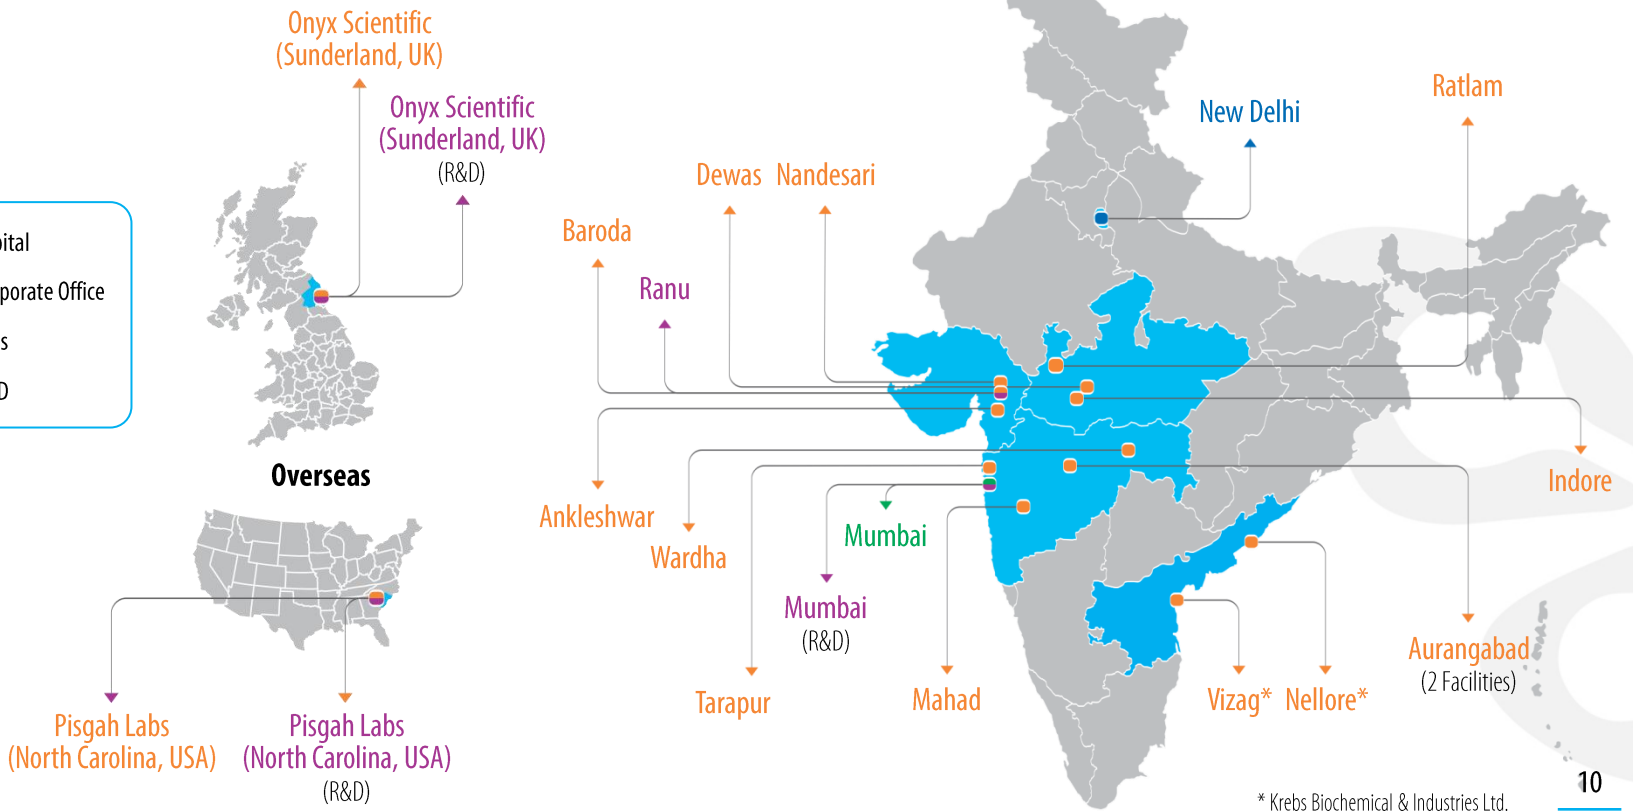 Onyx Scientific
(Sunderland, UK)
Onyx Scientific
(Sunderland, UK)
(R&D)
porate Office
Overseas
Pisgah Labs
(North Carolina, USA)
Pisgah Labs
(North Carolina, USA)
(R&D)
New Delhi
Ratlam
Dewas
Nandesari
Baroda
Ranu
Ankleshwar
Wardha
Mumbai
Mumbai
(R&D)
Tarapur
Mahad
Indore
Aurangabad
(2 Facilities)
Vizag*
Nellore*
* Krebs Biochemical & Industries Ltd.
10